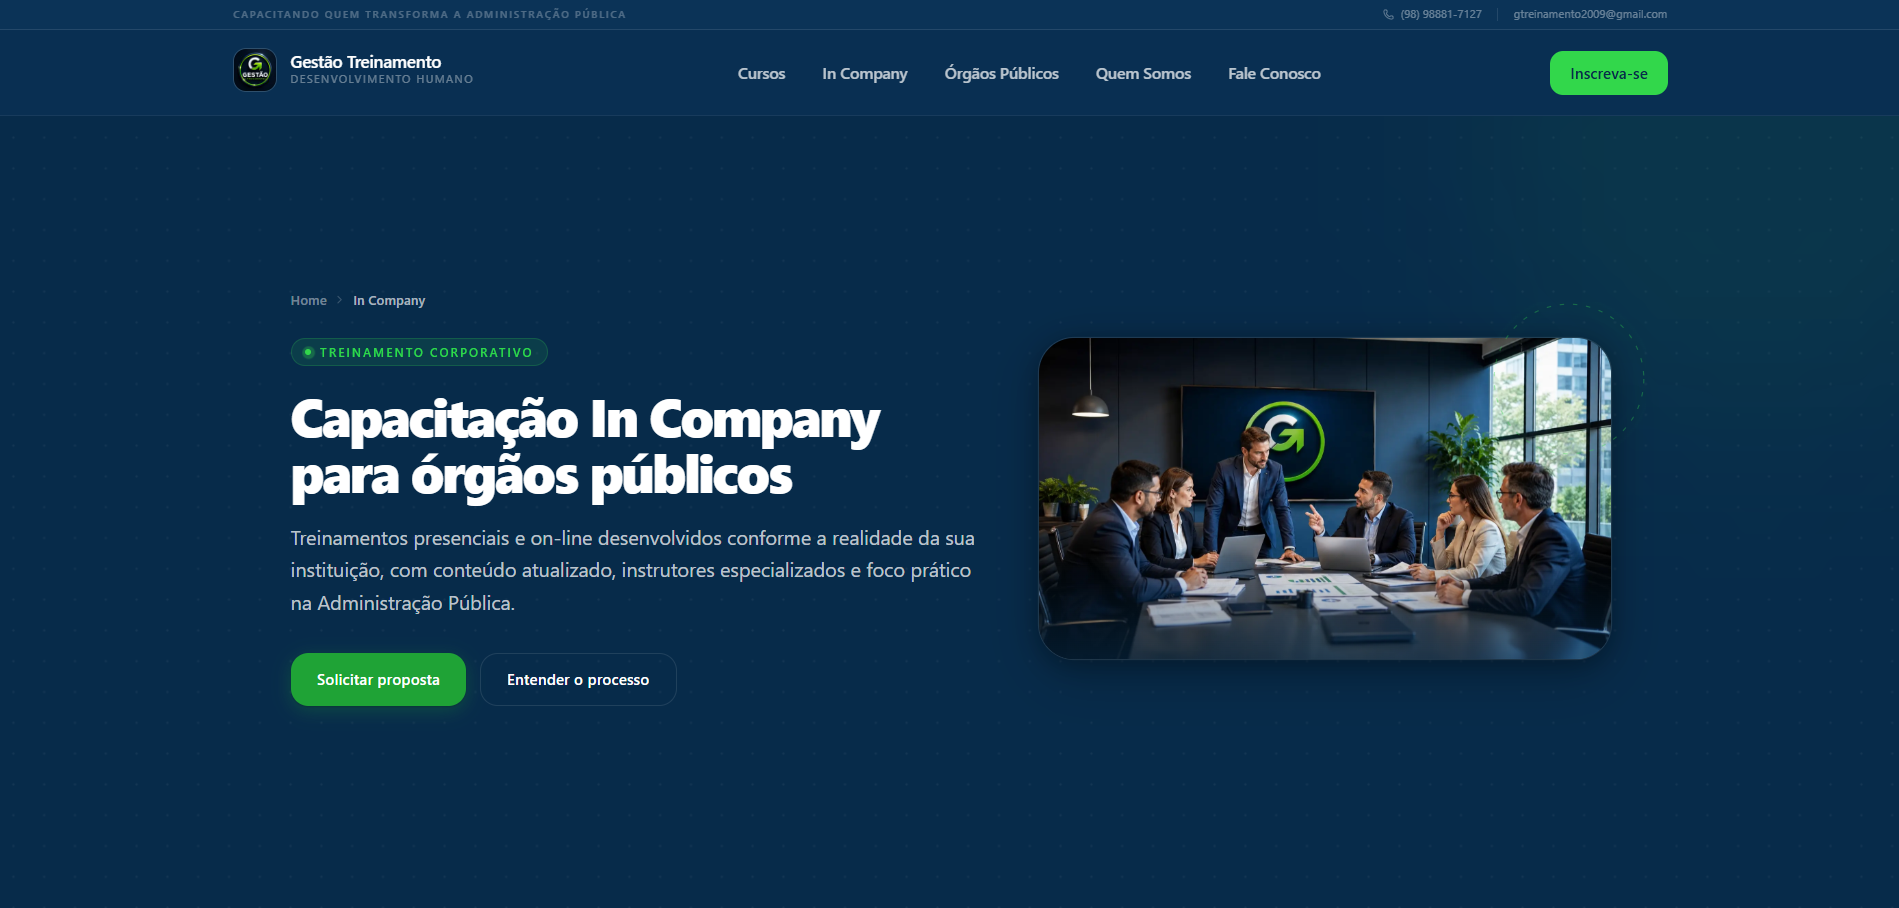 CAPACITANDO QUEM TRANSFORMA A ADMINISTRAÇÃO PÚBLICA
(98) 98881-7127
gtreinamento2009@gmail.com
G
GESTÃO
Gestão Treinamento
DESENVOLVIMENTO HUMANO
Cursos
In Company
Órgãos Públicos
Quem Somos
Fale Conosco
Inscreva-se
Home
In Company
TREINAMENTO CORPORATIVO
Capacitação In Company
para órgãos públicos
Treinamentos presenciais e on-line desenvolvidos conforme a realidade da sua
instituição, com conteúdo atualizado, instrutores especializados e foco prático
na Administração Pública.
Solicitar proposta
Entender o processo
G